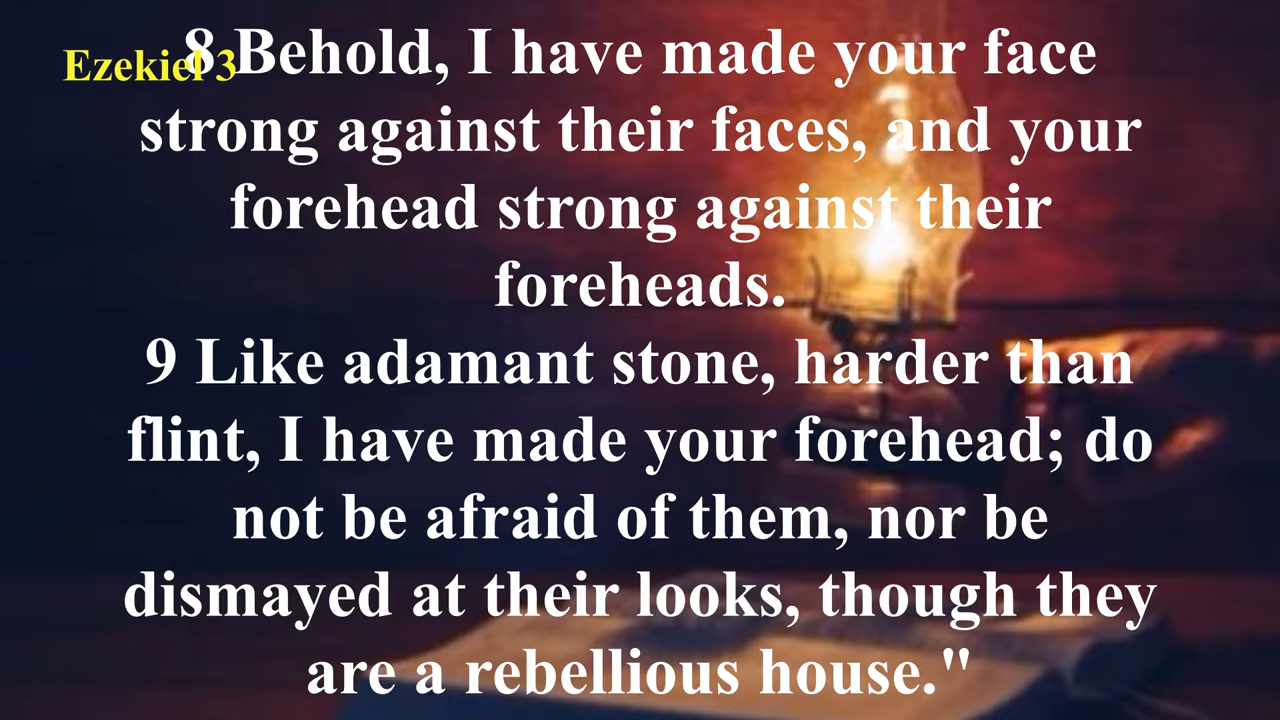 Ezekiel 3
8 Behold, I have made your face
strong against their faces, and your
forehead strong against their
foreheads.
9 Like adamant stone, harder than
flint, I have made your forehead; do
not be afraid of them, nor be
dismayed at their looks, though they
are a rebellious house."